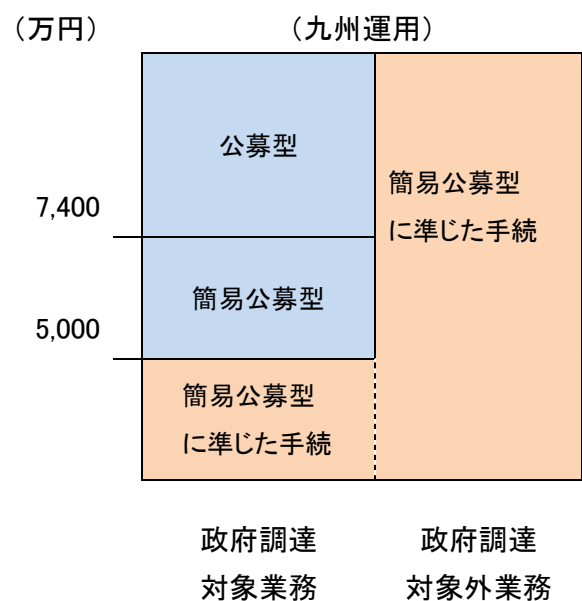 （万円）
（九州運用）
公募型
簡易公募型
に準じた手続
7,400
簡易公募型
5,000
簡易公募型
に準じた手続
政府調達
対象業務
政府調達
対象外業務